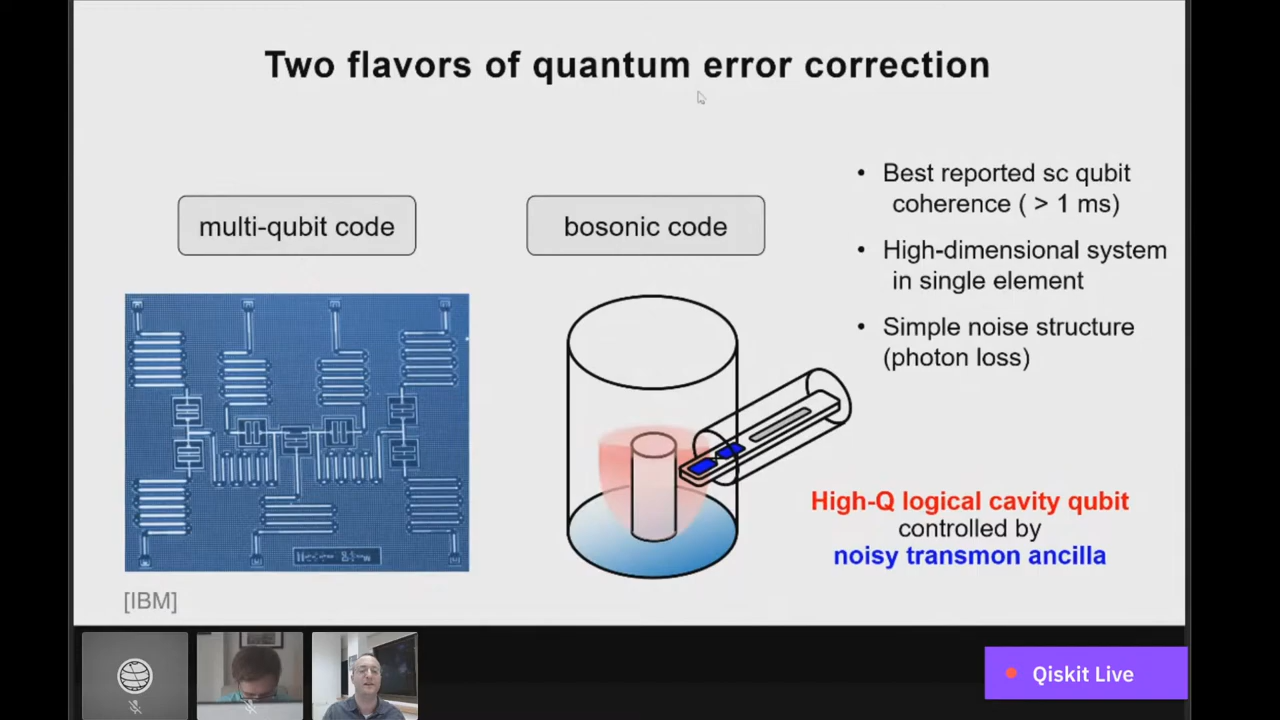 Two flavors of quantum error correction
multi-qubit code
bosonic code
• Best reported sc qubit
coherence ( > 1 ms)
• High-dimensional system
in single element
• Simple noise structure
(photon loss)
High-Q logical cavity qubit
controlled by
noisy transmon ancilla
[IBM]
Qiskit Live